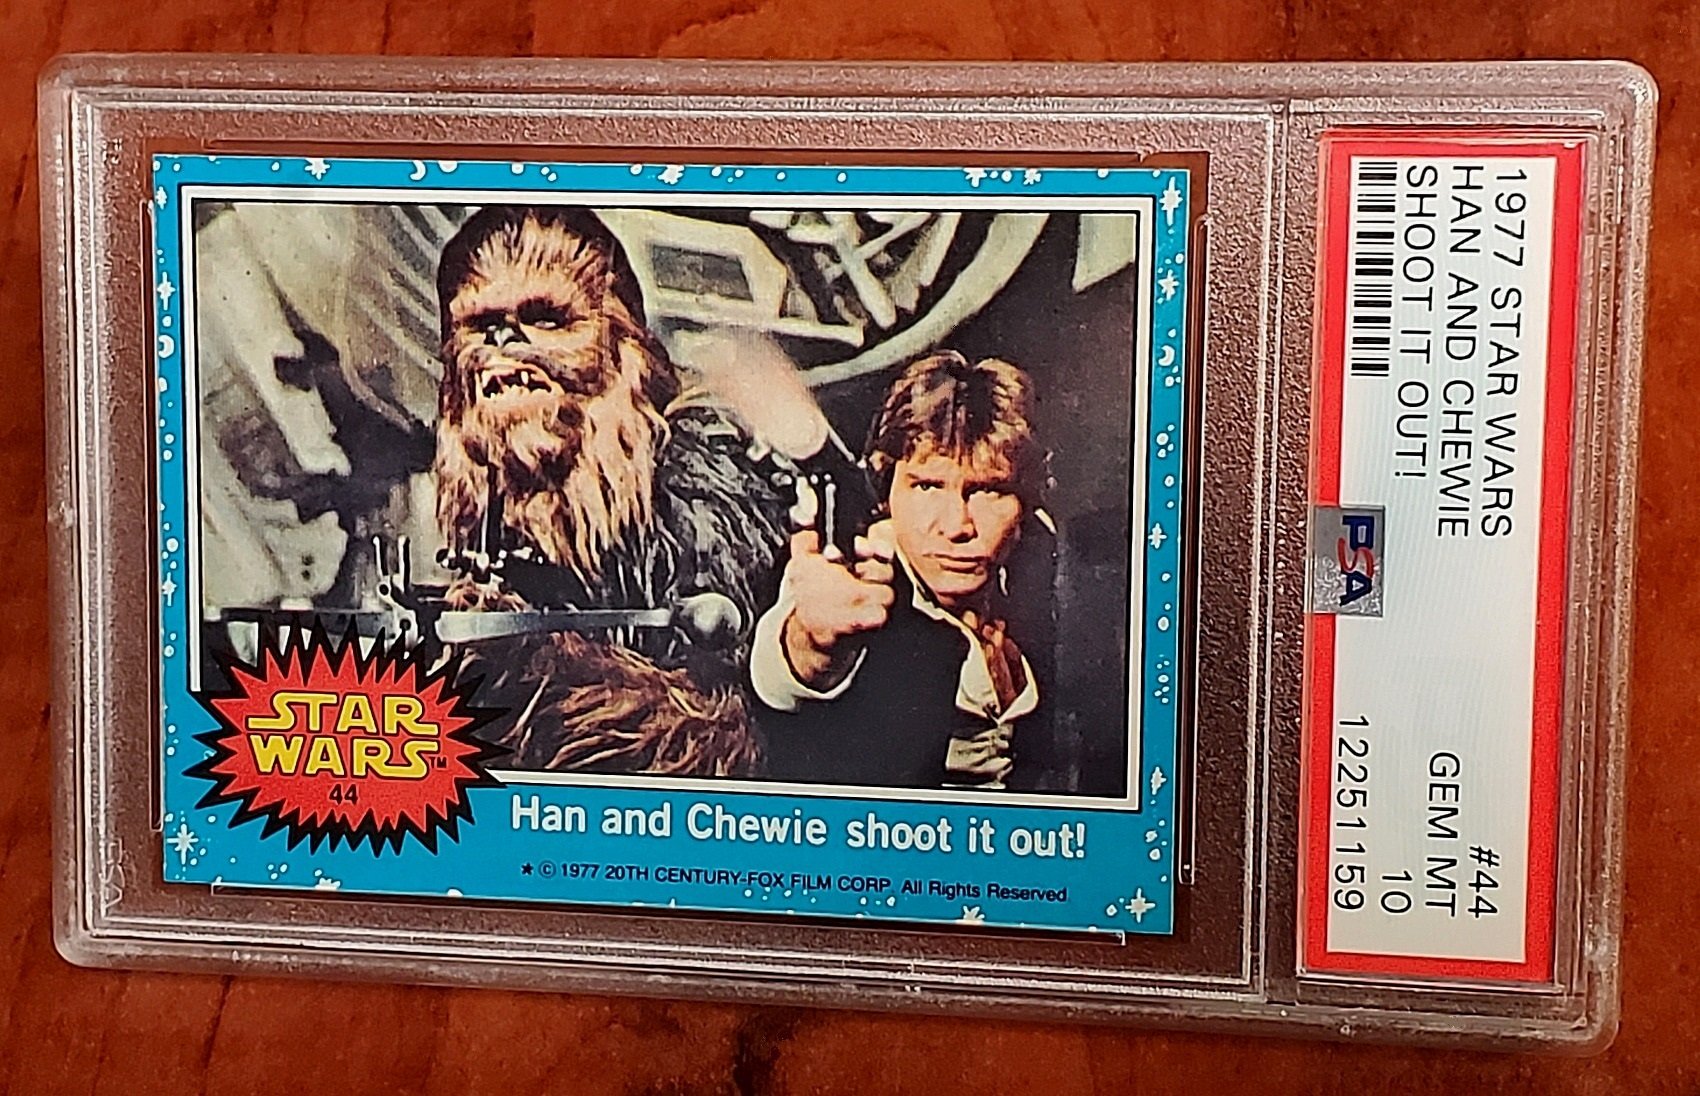 STAR
WARS™
44
Han and Chewie shoot it out!
★ © 1977 20TH CENTURY-FOX FILM CORP. All Rights Reserved
1977 STAR WARS #44
HAN AND CHEWIE GEM MT
SHOOT IT OUT! 10
PSA 12251159